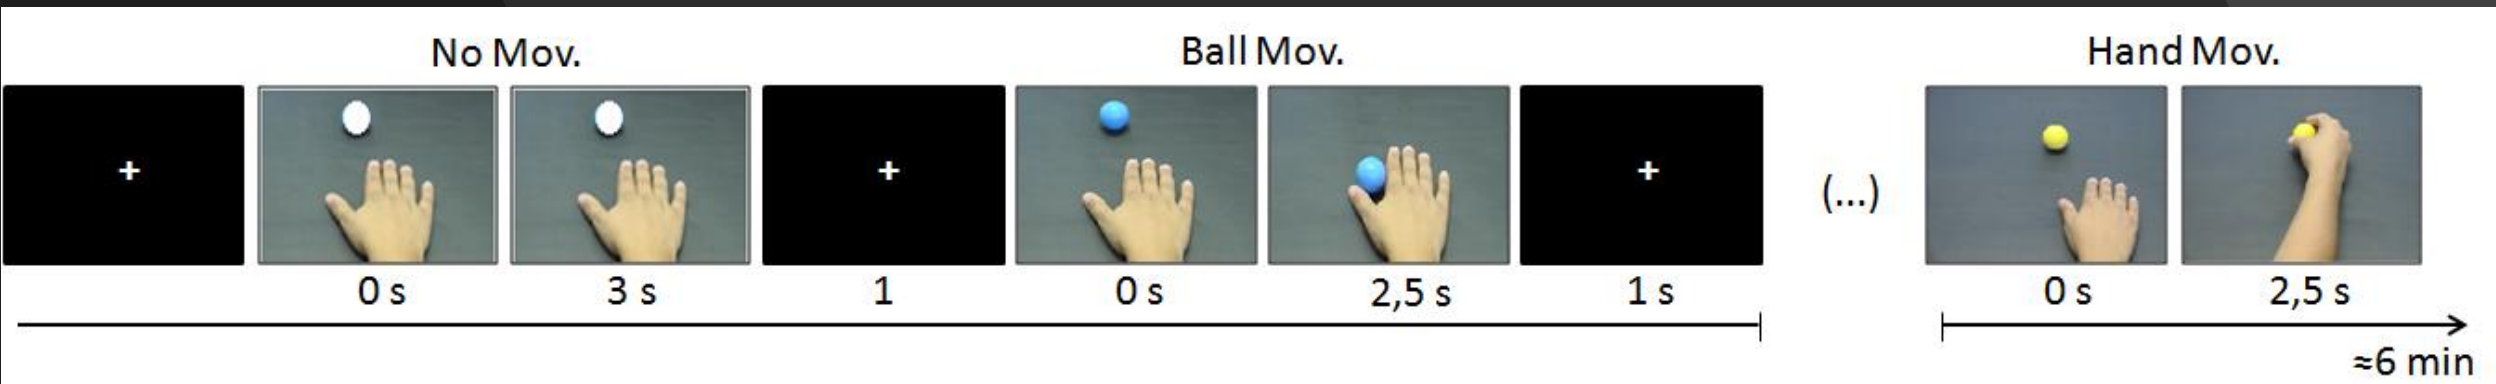 No Mov.
Ball Mov.
Hand Mov.
+
+
+
(...)
0 s
3 s
1
0 s
2,5 s
1 s
0 s
2,5 s
≈6 min